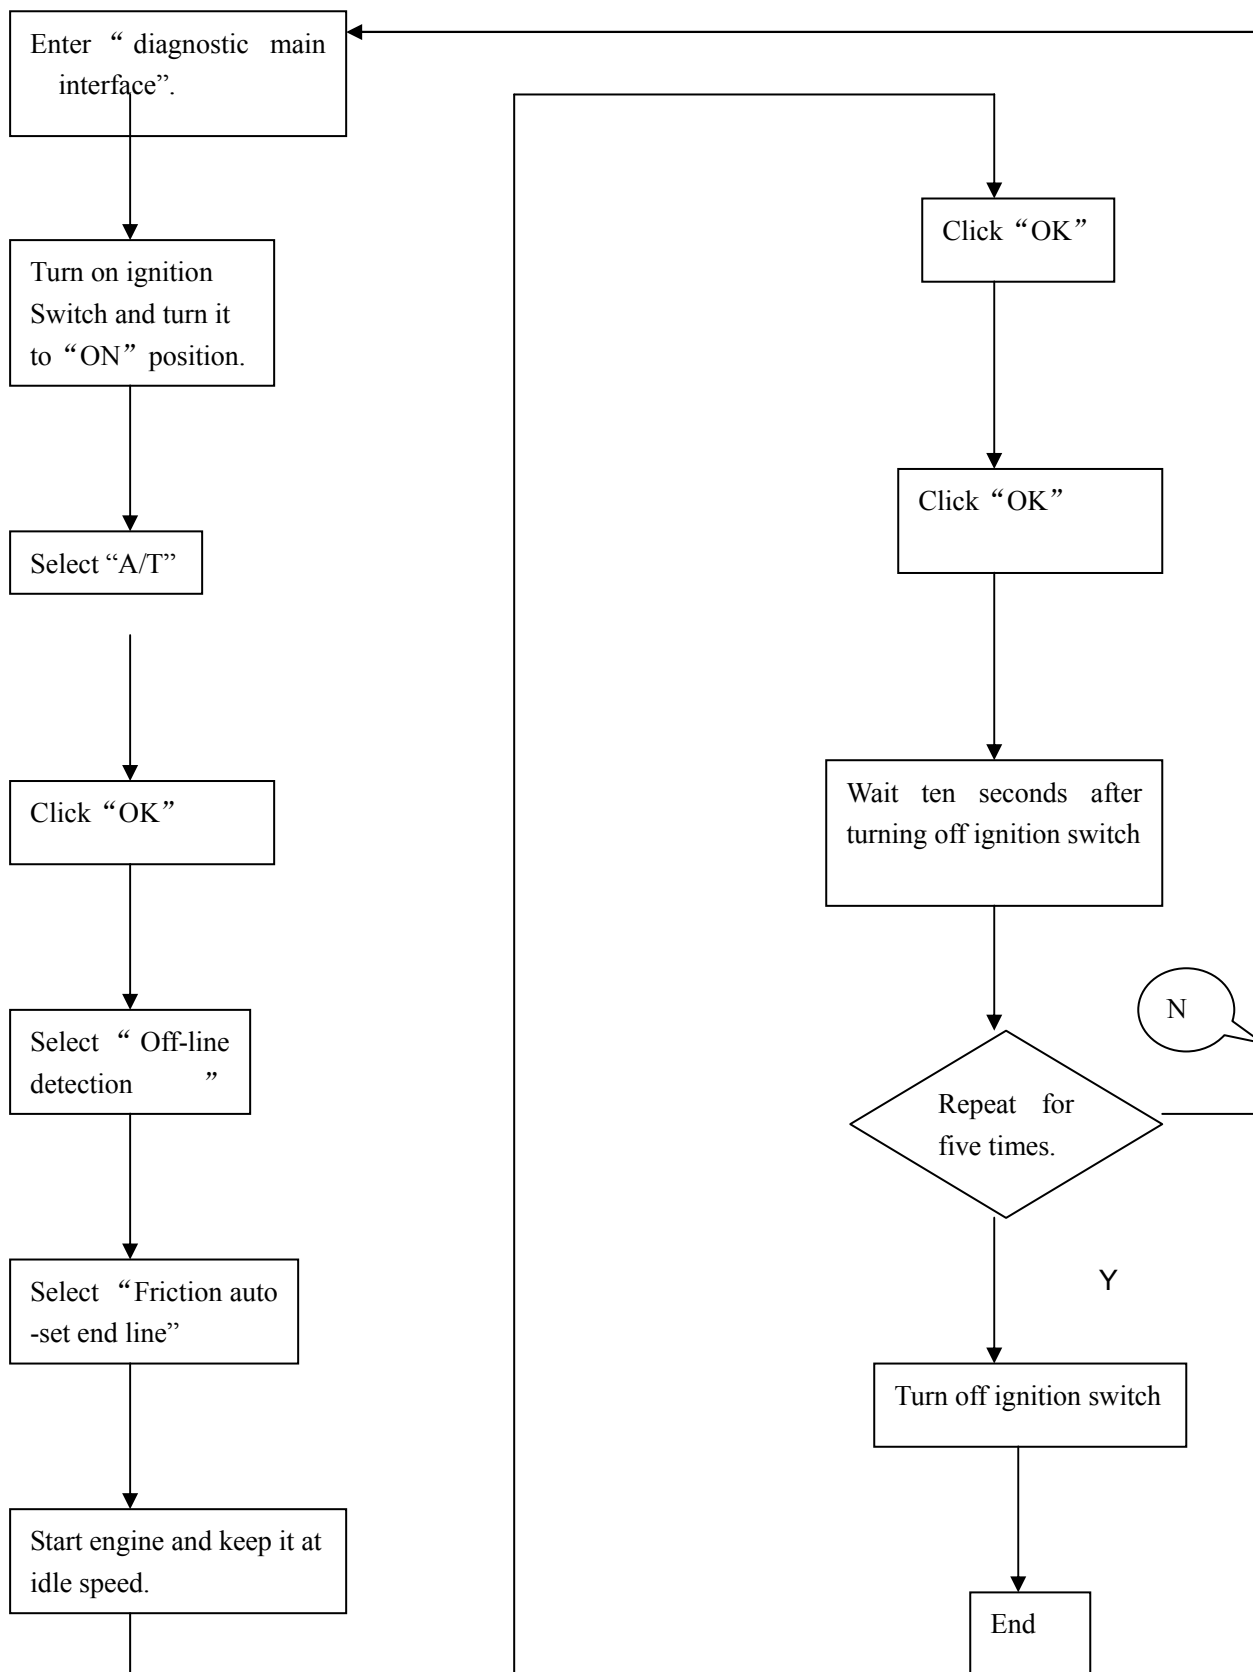 Enter “ diagnostic main
interface”.
Turn on ignition
Switch and turn it
to “ON” position.
Select “A/T”
Click “OK”
Select “ Off-line
detection ”
Select “Friction auto
-set end line”
Start engine and keep it at
idle speed.
Click “OK”
Click “OK”
Wait ten seconds after
turning off ignition switch
N
Repeat for
five times.
Y
Turn off ignition switch
End